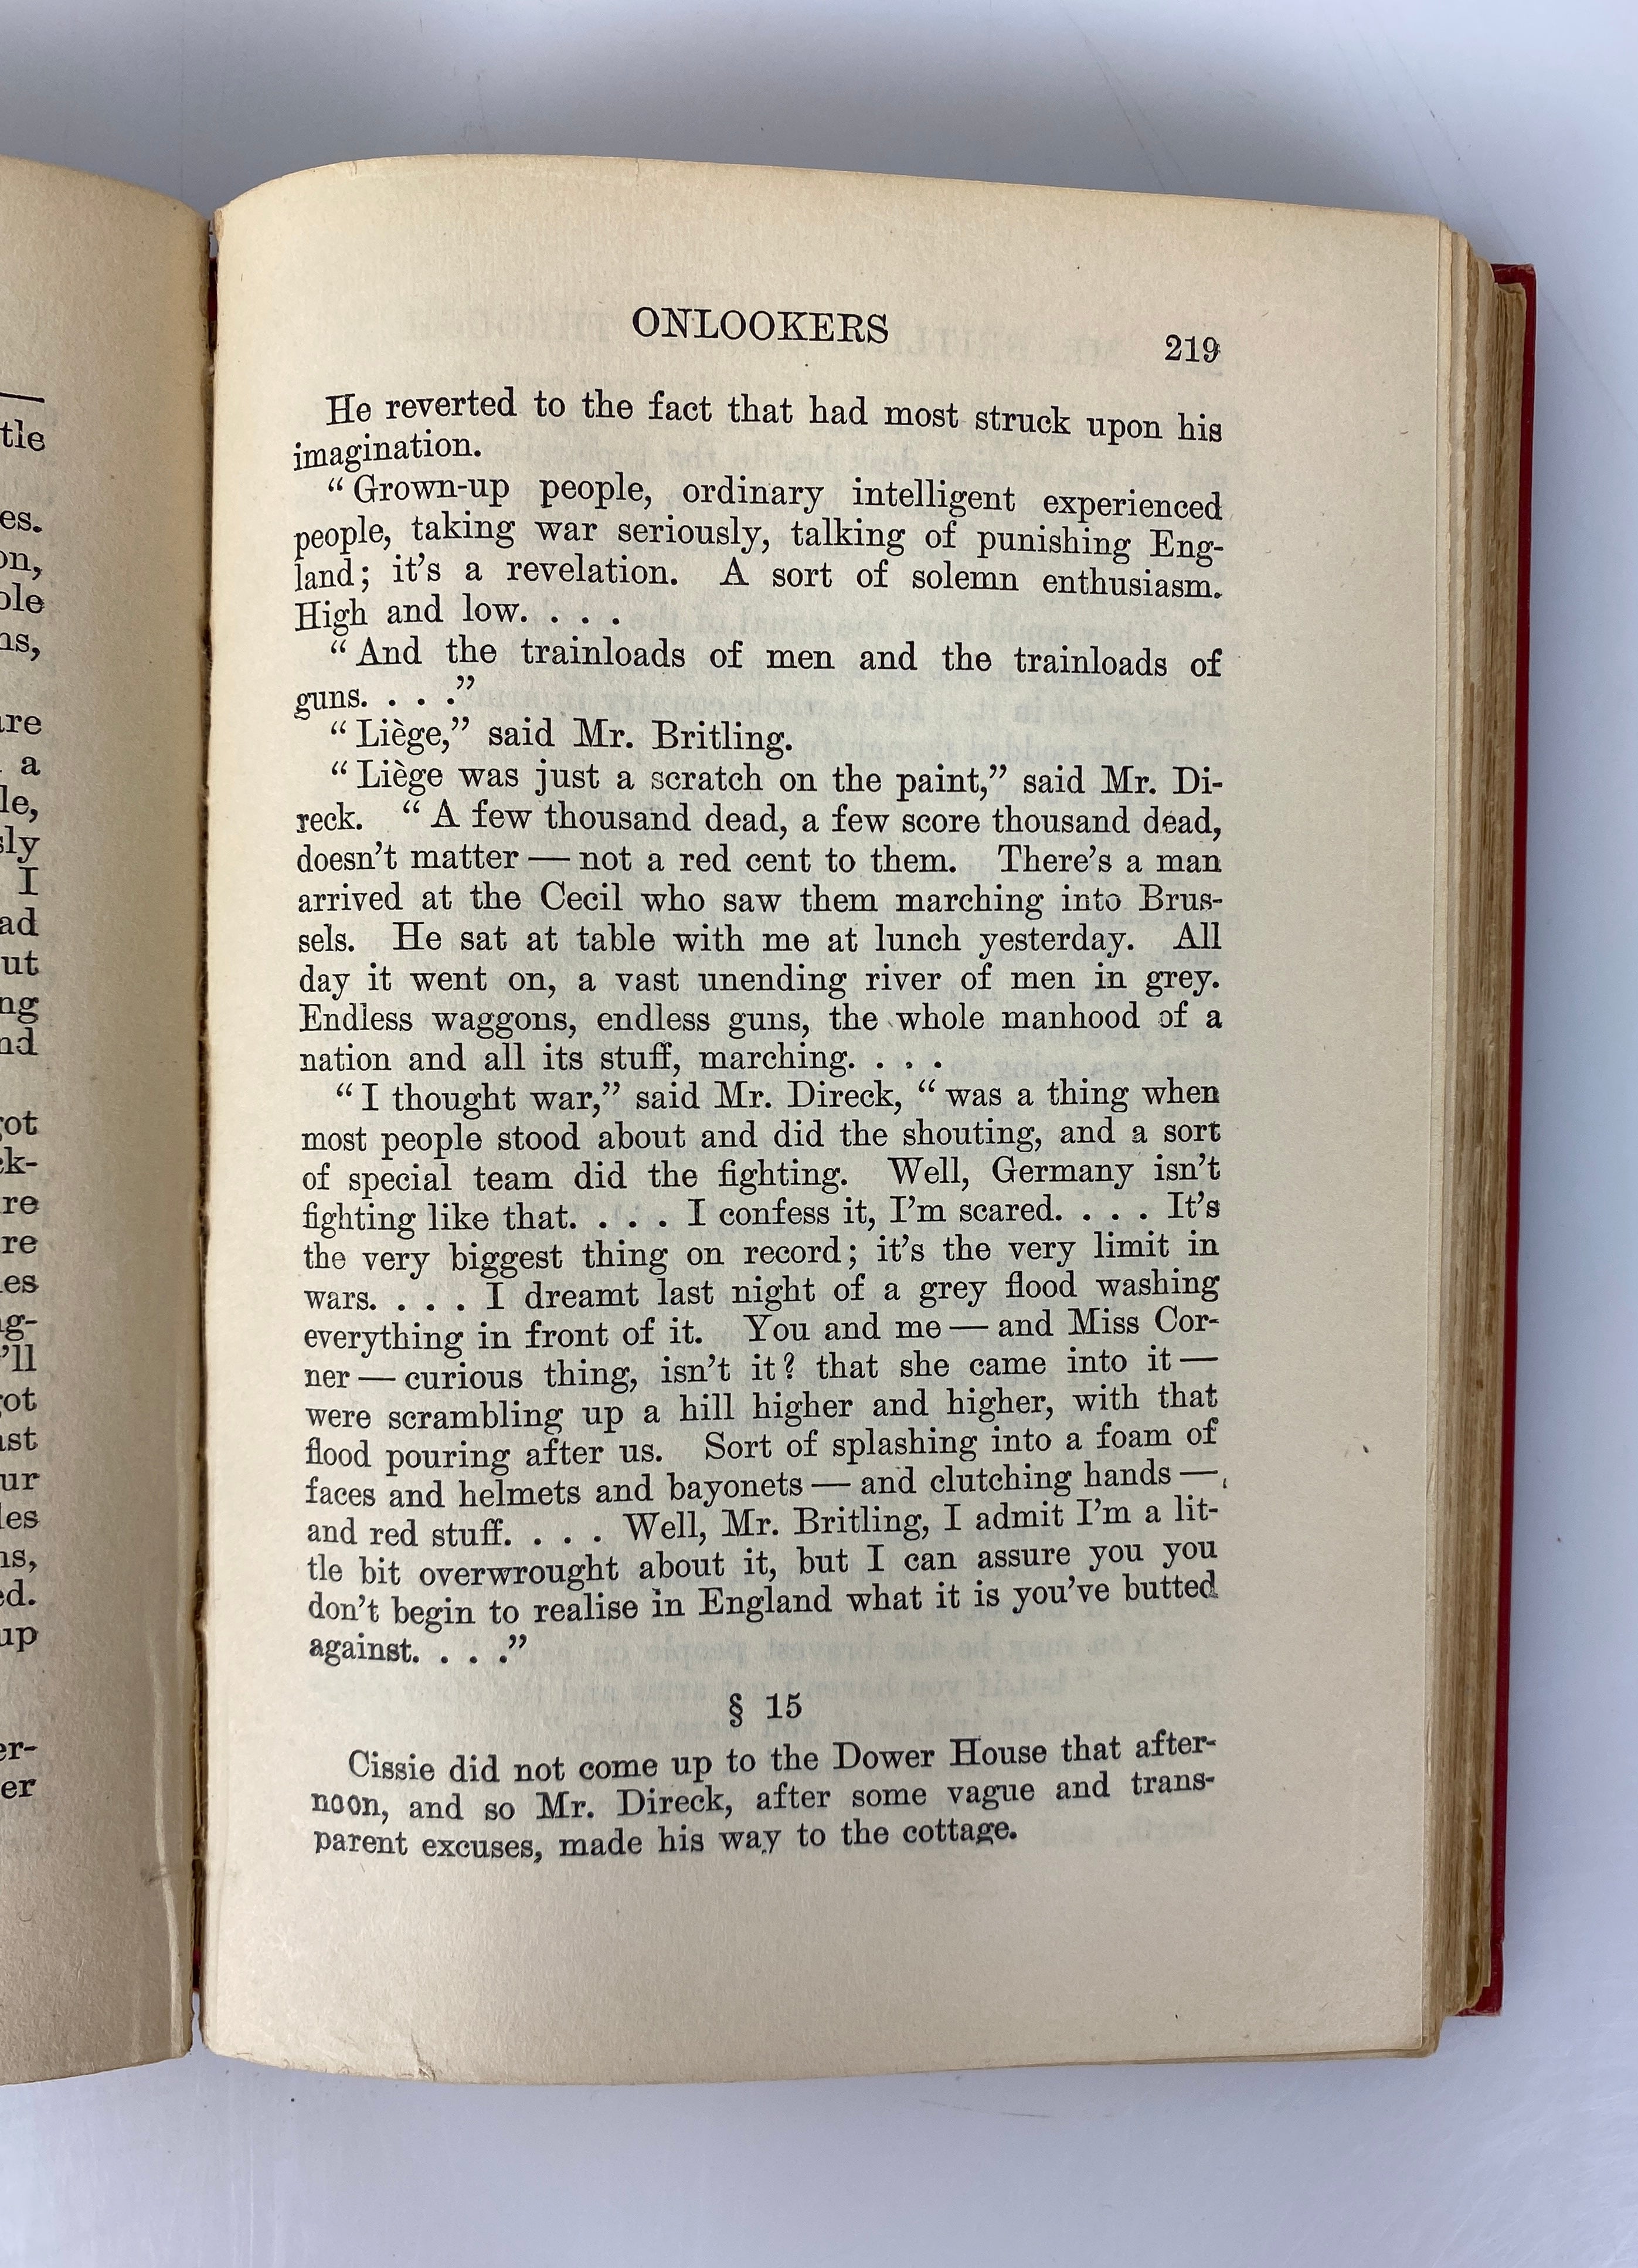 ONLOOKERS
219
He reverted to the fact that had most struck upon his
imagination.
“Grown-up people, ordinary intelligent experienced
people, taking war seriously, talking of punishing Eng-
land; it’s a revelation. A sort of solemn enthusiasm.
High and low. . . .
“And the trainloads of men and the trainloads of
guns. . . .”
“Liège,” said Mr. Britling.
“Liège was just a scratch on the paint,” said Mr. Di-
reck. “A few thousand dead, a few score thousand dead,
doesn’t matter — not a red cent to them. There’s a man
arrived at the Cecil who saw them marching into Brus-
sels. He sat at table with me at lunch yesterday. All
day it went on, a vast unending river of men in grey.
Endless waggons, endless guns, the whole manhood of a
nation and all its stuff, marching. . . .
“I thought war,” said Mr. Direck, “was a thing when
most people stood about and did the shouting, and a sort
of special team did the fighting. Well, Germany isn’t
fighting like that. . . . I confess it, I’m scared. . . . It’s
the very biggest thing on record; it’s the very limit in
wars. . . . I dreamt last night of a grey flood washing
everything in front of it. You and me — and Miss Cor-
ner — curious thing, isn’t it? that she came into it —
were scrambling up a hill higher and higher, with that
flood pouring after us. Sort of splashing into a foam of
faces and helmets and bayonets — and clutching hands —
and red stuff. . . . Well, Mr. Britling, I admit I’m a lit-
tle bit overwrought about it, but I can assure you you
don’t begin to realise in England what it is you’ve butted
against. . . .”
§ 15
Cissie did not come up to the Dower House that after-
noon, and so Mr. Direck, after some vague and trans-
parent excuses, made his way to the cottage.